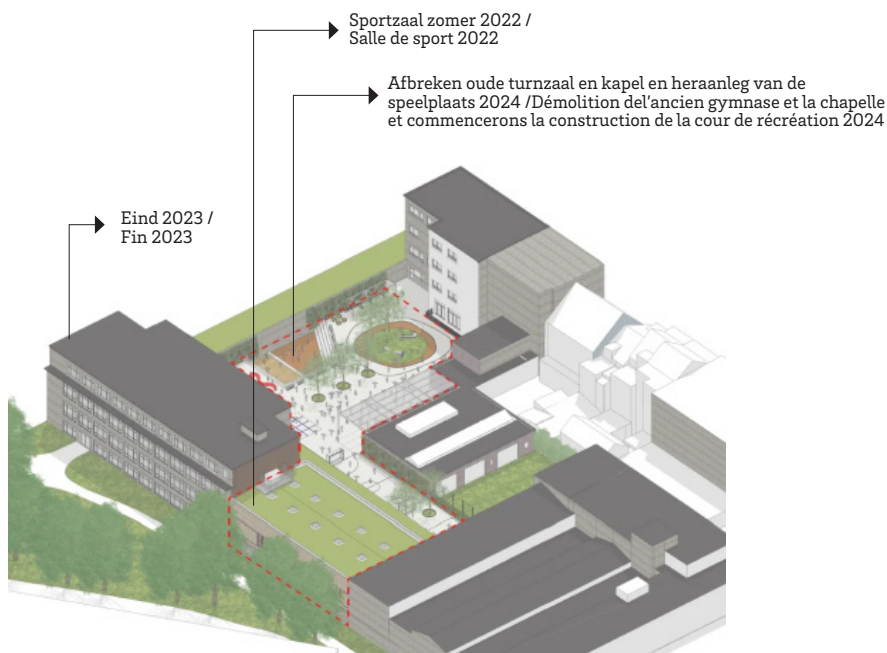 Sportzaal zomer 2022 /
Salle de sport 2022
Afbreken oude turnzaal en kapel en heraanleg van de
speelplaats 2024 /Démolition del'ancien gymnase et la chapelle
et commencerons la construction de la cour de récréation 2024
Eind 2023 /
Fin 2023